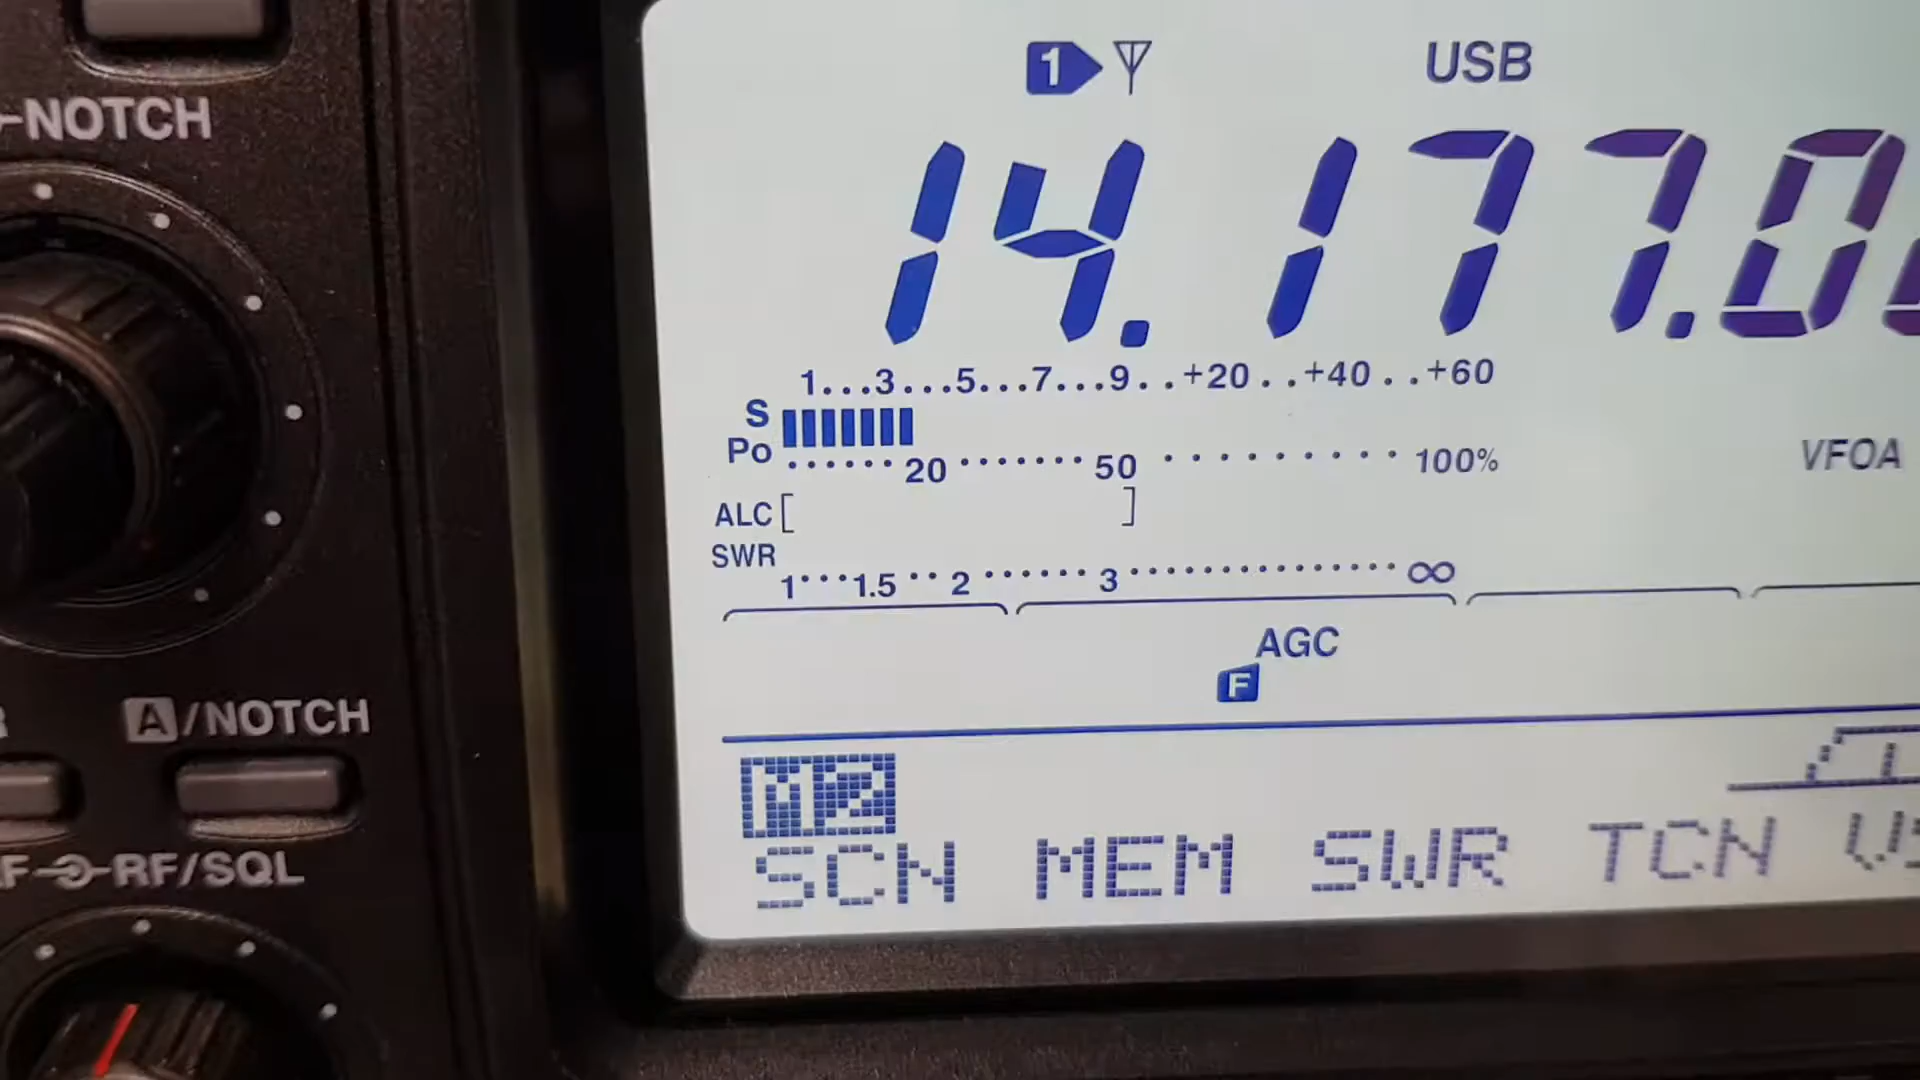 NOTCH
1 USB
14.177.0
1...3...5...7...9..+20..+40..+60
S
Po ......20.......50.........100%
VFOA
ALC[ ]
SWR
1...1.5..2......3..............∞
AGC
F
A/NOTCH
M2
SCN MEM SWR TCN
F RF/SQL